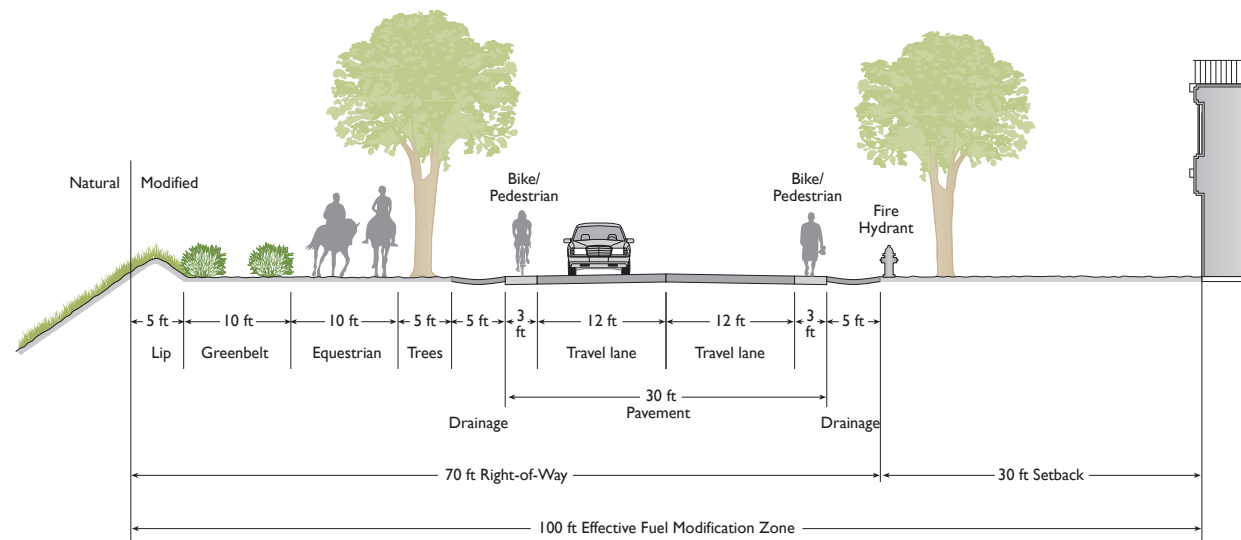 Natural
Modified
Bike/
Pedestrian
Bike/
Pedestrian
Fire
Hydrant
5 ft
10 ft
10 ft
5 ft
5 ft
3
ft
12 ft
12 ft
3
ft
5 ft
Lip
Greenbelt
Equestrian
Trees
Travel lane
Travel lane
30 ft
Pavement
Drainage
Drainage
70 ft Right-of-Way
30 ft Setback
100 ft Effective Fuel Modification Zone